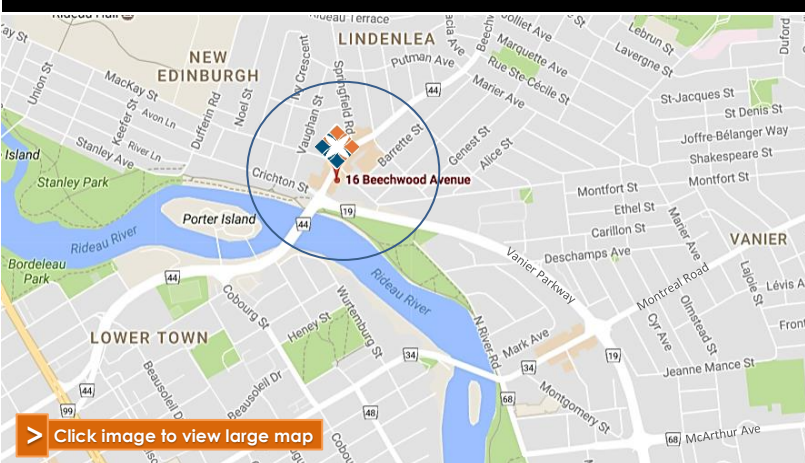 Rideau Hall
Rideau Terrace
LINDENLEA
Putman Ave
Marquette Ave
Rue Ste-Cécile St
Marier Ave
Lebrun St
Lavergne St
Duford
NEW
EDINBURGH
Union St
MacKay St
Keefer St
Avon Ln
River Ln
Dufferin Rd
Noel St
Vaughan St
Ivy Crescent
Springfield Rd
44
Barrette St
Genest St
Alice St
St-Jacques St
St Denis St
Joffre-Bélanger Way
Shakespeare St
Montfort St
Montfort St
Stanley Ave
Island
Stanley Park
Crichton St
16 Beechwood Avenue
19
44
Porter Island
Rideau River
Bordeleau
Park
44
Ethel St
Carillon St
Deschamps Ave
Marier Ave
VANIER
Vanier Parkway
Montreal Road
Lajoie St
Lévis A
Olmstead St
Cyr Ave
Front
Rideau River
Cobourg St
Wurtemburg St
Heney St
LOWER TOWN
N River Rd
Mark Ave
34
34
19
Jeanne Mance St
Beausoleil D
Beausoleil Dr
44
99
48
68
Montgomery St
68
McArthur Ave
Cobou
> Click image to view large map